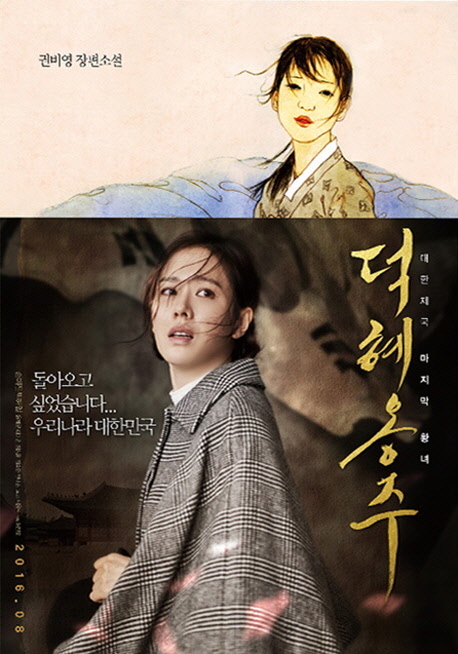 권비영 장편소설
덕혜옹주
대한제국 마지막 황녀
돌아오고
싶었습니다...
우리나라 대한민국
2016.08